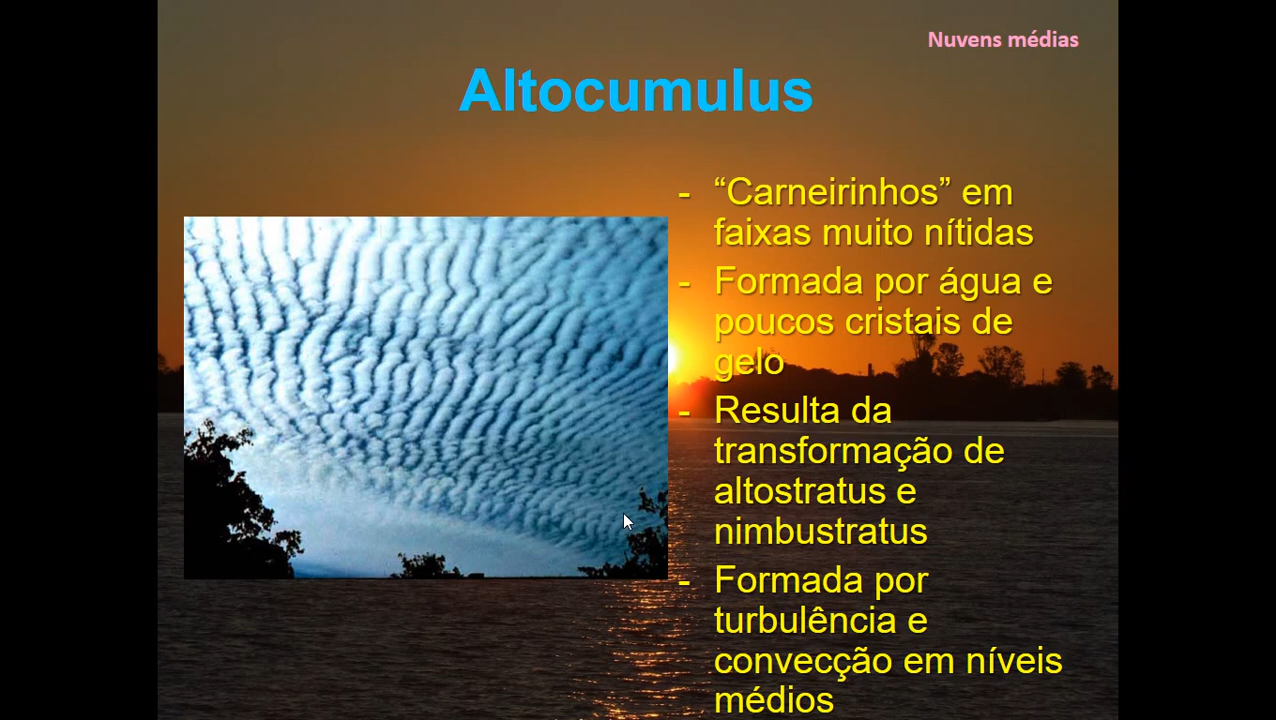 Nuvens médias
Altocumulus
- “Carneirinhos” em
faixas muito nítidas
- Formada por água e
poucos cristais de
gelo
- Resulta da
transformação de
altostratus e
nimbustratus
- Formada por
turbulência e
convecção em níveis
médios